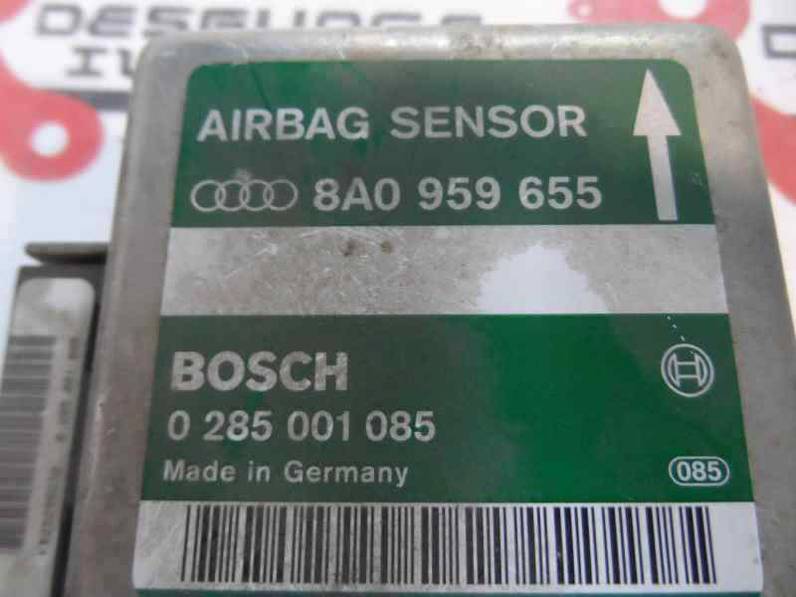 AIRBAG SENSOR
8A0 959 655
BOSCH
0 285 001 085
Made in Germany
085